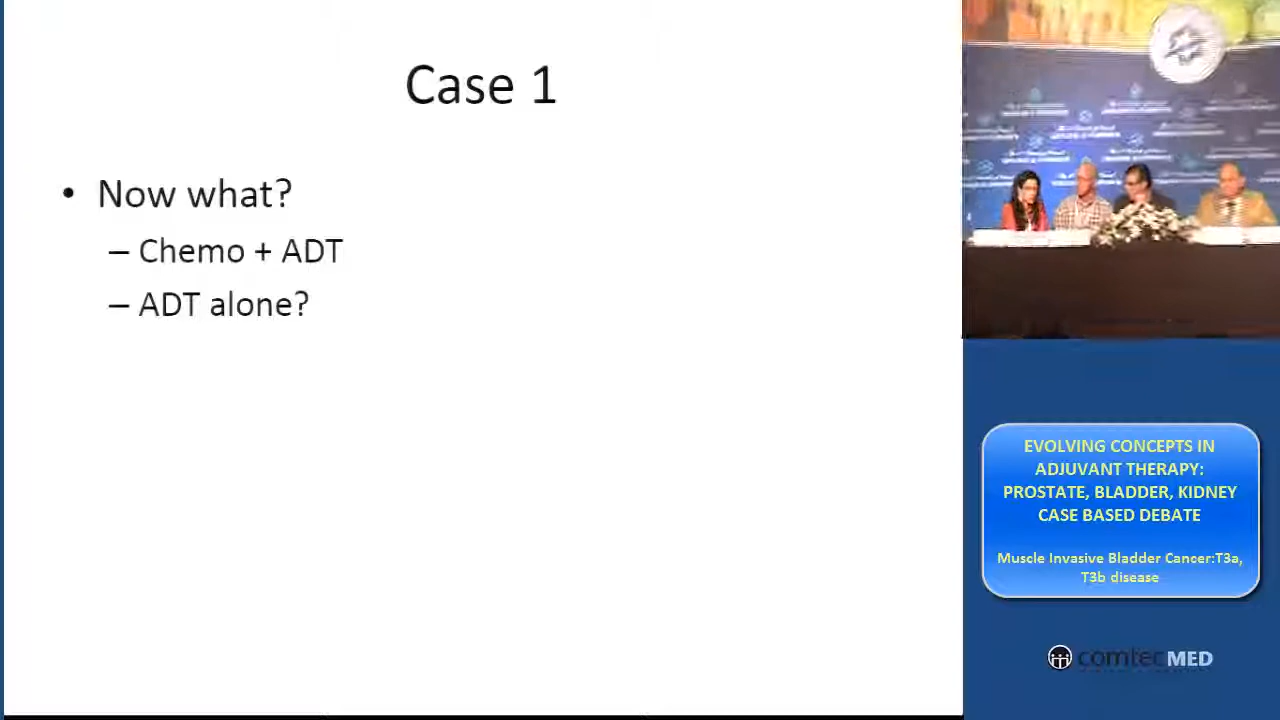 Case 1
• Now what?
– Chemo + ADT
– ADT alone?
EVOLVING CONCEPTS IN
ADJUVANT THERAPY:
PROSTATE, BLADDER, KIDNEY
CASE BASED DEBATE
Muscle Invasive Bladder Cancer:T3a,
T3b disease
comtecMED